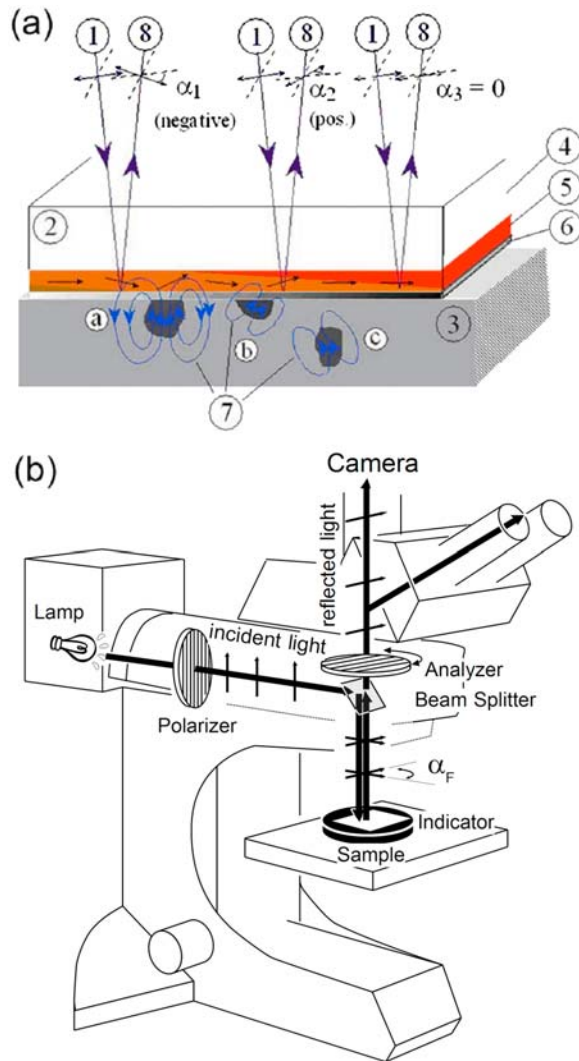 (a)
1 8 1 8 1 8
α1 α2 α3 = 0
(negative) (pos.)
4
5
2 6
a 3
b c
7
(b)
Camera
reflected light
Lamp
incident light
Analyzer
Beam Splitter
Polarizer
αF
Indicator
Sample